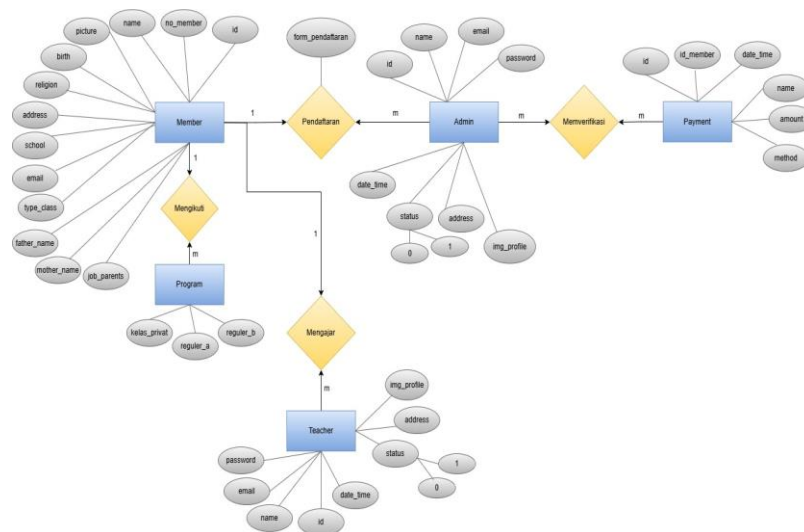 name
no_member
id
picture
birth
religion
address
school
email
type_class
father_name
mother_name
job_parents
Member
1
form_pendaftaran
Pendaftaran
m
name
email
id
password
Admin
date_time
status
0
1
address
img_profile
m
Memverifikasi
m
id
id_member
date_time
name
amount
method
Payment
1
Mengikuti
m
Program
kelas_privat
reguler_a
reguler_b
1
Mengajar
m
Teacher
img_profile
address
status
1
0
password
email
name
id
date_time